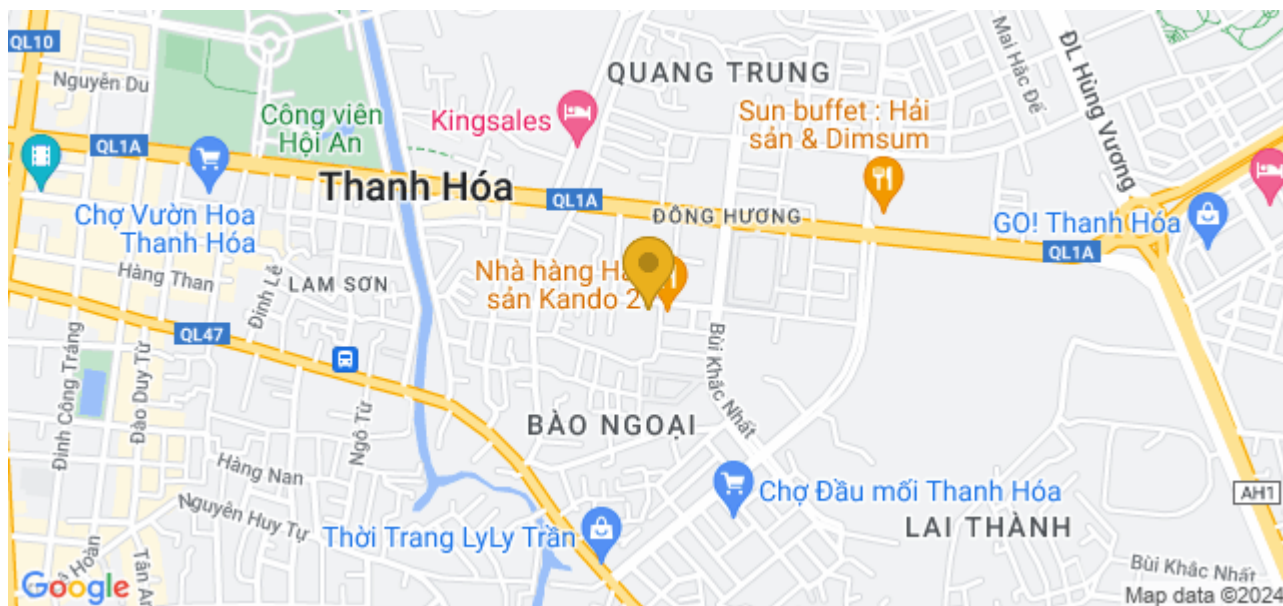 QL10
Nguyễn Du
QL1A
Công viên
Hội An
Kingsales
QUANG TRUNG
Mai Hắc Đế
ĐL Hùng Vương
Sun buffet : Hải
sản & Dimsum
Thanh Hóa
QL1A
ĐÔNG HƯƠNG
GO! Thanh Hóa
QL1A
Chợ Vườn Hoa
Thanh Hóa
Hàng Than
Đinh Lễ
LAM SƠN
Nhà hàng
sản Kando 2
QL47
Bùi Khắc Nhất
Đinh Công Tráng
Đào Duy Từ
Ngô Từ
BÀO NGOẠI
Hàng Nan
Nguyên Huy Tự
Chợ Đầu mối Thanh Hóa
AH1
Thời Trang LyLy Trần
LAI THÀNH
Tân An
Bùi Khắc Nhất
Google
Map data ©2024